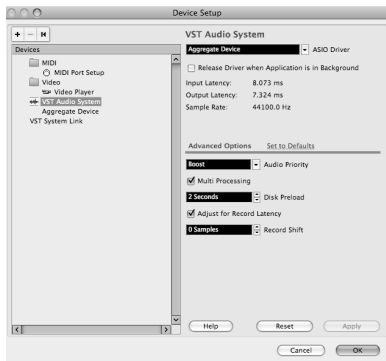 Device Setup
+ – |◀
Devices
MIDI
MIDI Port Setup
Video
Video Player
VST Audio System
Aggregate Device
VST System Link
VST Audio System
Aggregate Device ASIO Driver
Release Driver when Application is in Background
Input Latency: 8.073 ms
Output Latency: 7.324 ms
Sample Rate: 44100.0 Hz
Advanced Options Set to Defaults
Boost Audio Priority
Multi Processing
2 Seconds Disk Preload
Adjust for Record Latency
0 Samples Record Shift
Help Reset Apply
Cancel OK